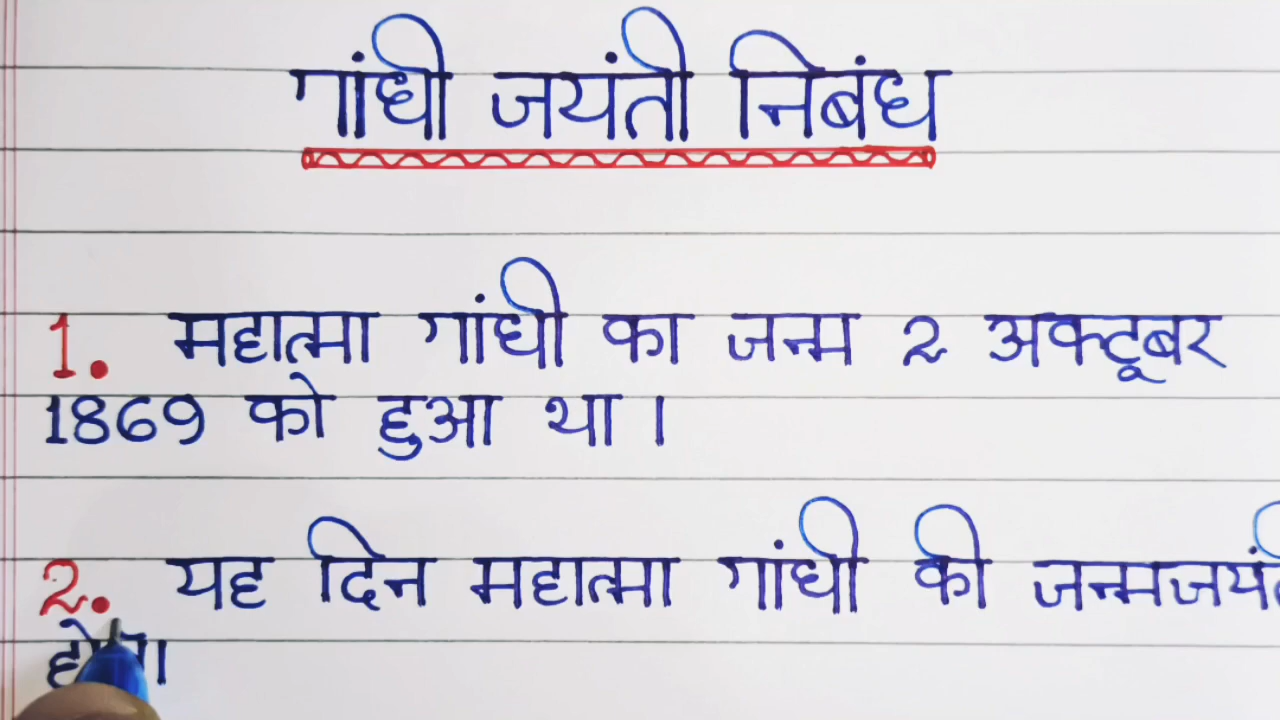 गांधी जयंती निबंध
1. महात्मा गांधी का जन्म 2 अक्टूबर
1869 को हुआ था।
2. यह दिन महात्मा गांधी की